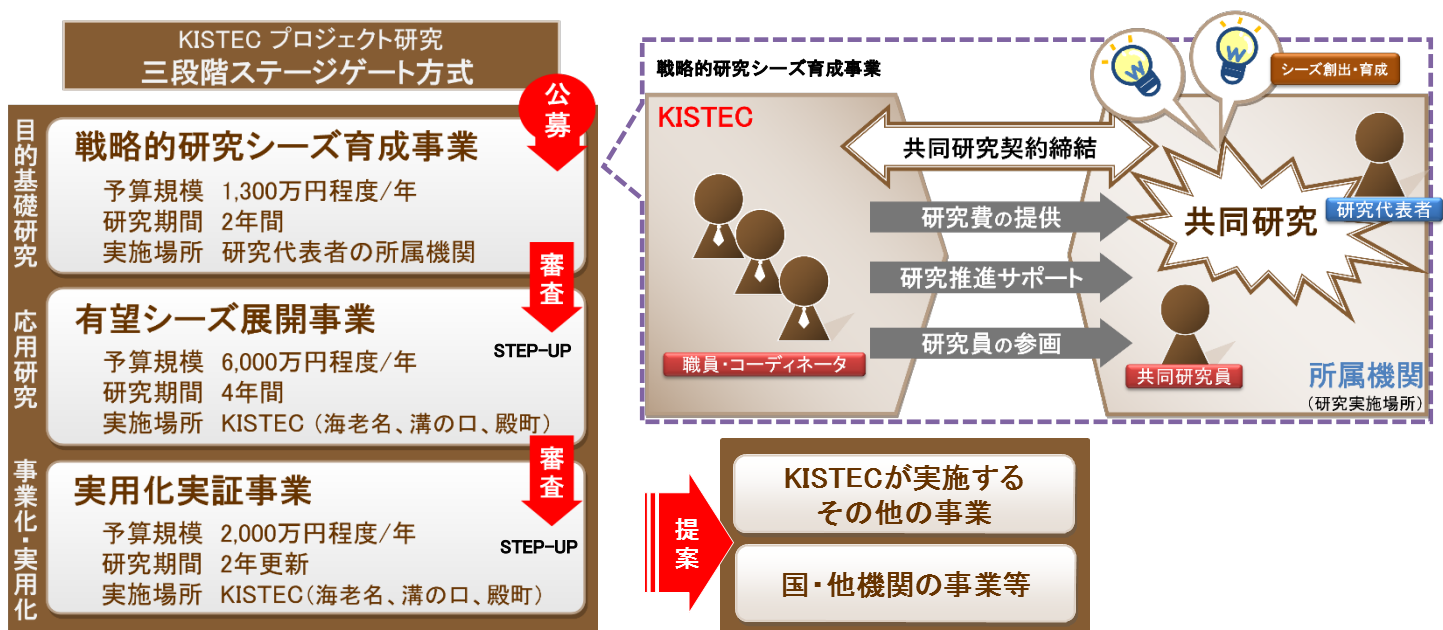 KISTEC プロジェクト研究
三段階ステージゲート方式
公募
目的基礎研究
戦略的研究シーズ育成事業
予算規模 1,300万円程度/年
研究期間 2年間
実施場所 研究代表者の所属機関
審査
STEP-UP
応用研究
有望シーズ展開事業
予算規模 6,000万円程度/年
研究期間 4年間
実施場所 KISTEC（海老名、溝の口、殿町）
審査
STEP-UP
事業化・実用化
実用化実証事業
予算規模 2,000万円程度/年
研究期間 2年更新
実施場所 KISTEC（海老名、溝の口、殿町）
戦略的研究シーズ育成事業
シーズ創出・育成
KISTEC
共同研究契約締結
研究費の提供
研究推進サポート
研究員の参画
職員・コーディネータ
共同研究
研究代表者
共同研究員
所属機関
（研究実施場所）
提案
KISTECが実施する
その他の事業
国・他機関の事業等